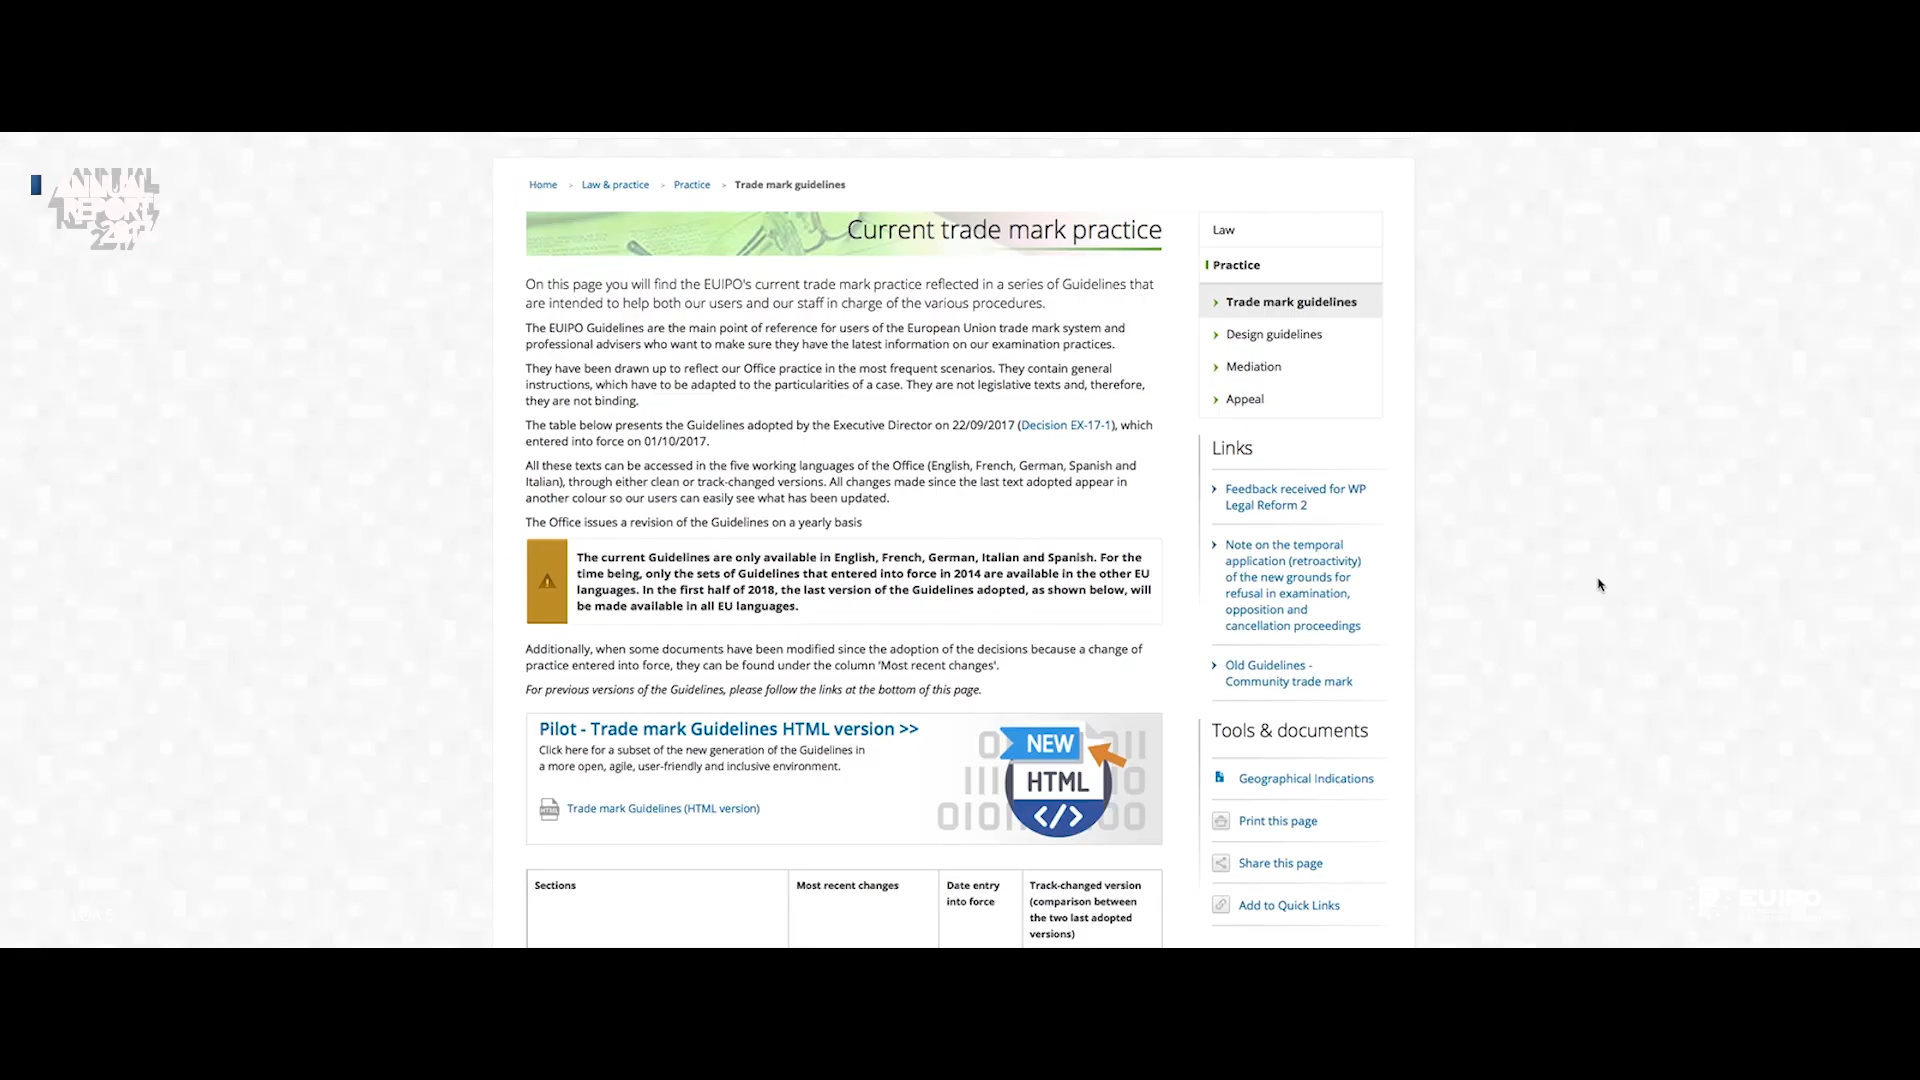 ANNUAL
REPORT
2017
Home > Law & practice > Practice > Trade mark guidelines
Current trade mark practice
On this page you will find the EUIPO's current trade mark practice reflected in a series of Guidelines that
are intended to help both our users and our staff in charge of the various procedures.
The EUIPO Guidelines are the main point of reference for users of the European Union trade mark system and
professional advisers who want to make sure they have the latest information on our examination practices.
They have been drawn up to reflect our Office practice in the most frequent scenarios. They contain general
instructions, which have to be adapted to the particularities of a case. They are not legislative texts and, therefore,
they are not binding.
The table below presents the Guidelines adopted by the Executive Director on 22/09/2017 (Decision EX-17-1), which
entered into force on 01/10/2017.
All these texts can be accessed in the five working languages of the Office (English, French, German, Spanish and
Italian), through either clean or track-changed versions. All changes made since the last text adopted appear in
another colour so our users can easily see what has been updated.
The Office issues a revision of the Guidelines on a yearly basis
The current Guidelines are only available in English, French, German, Italian and Spanish. For the
time being, only the sets of Guidelines that entered into force in 2014 are available in the other EU
languages. In the first half of 2018, the last version of the Guidelines adopted, as shown below, will
be made available in all EU languages.
Additionally, when some documents have been modified since the adoption of the decisions because a change of
practice entered into force, they can be found under the column 'Most recent changes'.
For previous versions of the Guidelines, please follow the links at the bottom of this page.
Pilot - Trade mark Guidelines HTML version >>
Click here for a subset of the new generation of the Guidelines in
a more open, agile, user-friendly and inclusive environment.
Trade mark Guidelines (HTML version)
NEW
HTML
</>
Sections
Most recent changes
Date entry
into force
Track-changed version
(comparison between
the two last adopted
versions)
Law
Practice
Trade mark guidelines
Design guidelines
Mediation
Appeal
Links
Feedback received for WP
Legal Reform 2
Note on the temporal
application (retroactivity)
of the new grounds for
refusal in examination,
opposition and
cancellation proceedings
Old Guidelines -
Community trade mark
Tools & documents
Geographical Indications
Print this page
Share this page
Add to Quick Links
EUIPO